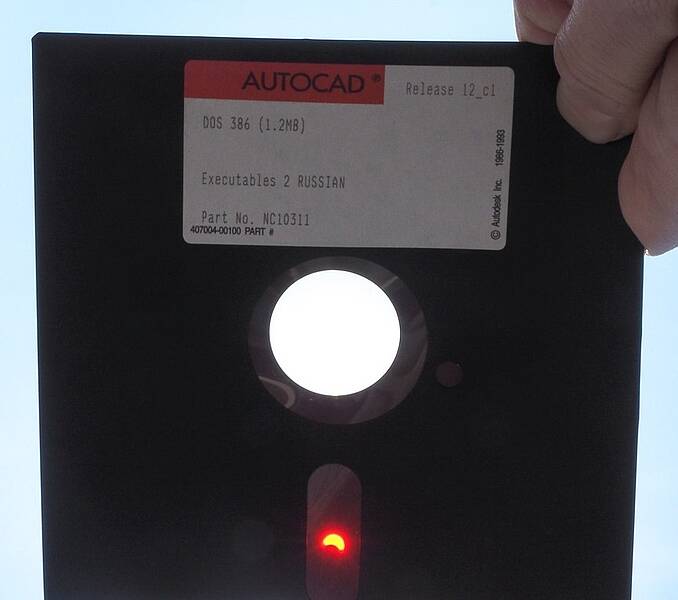 AUTOCAD ®
Release 12_c1
DOS 386 (1.2MB)
Executables 2 RUSSIAN
Part No. NC10311
407004-00100 PART #
© Autodesk Inc. 1986-1993